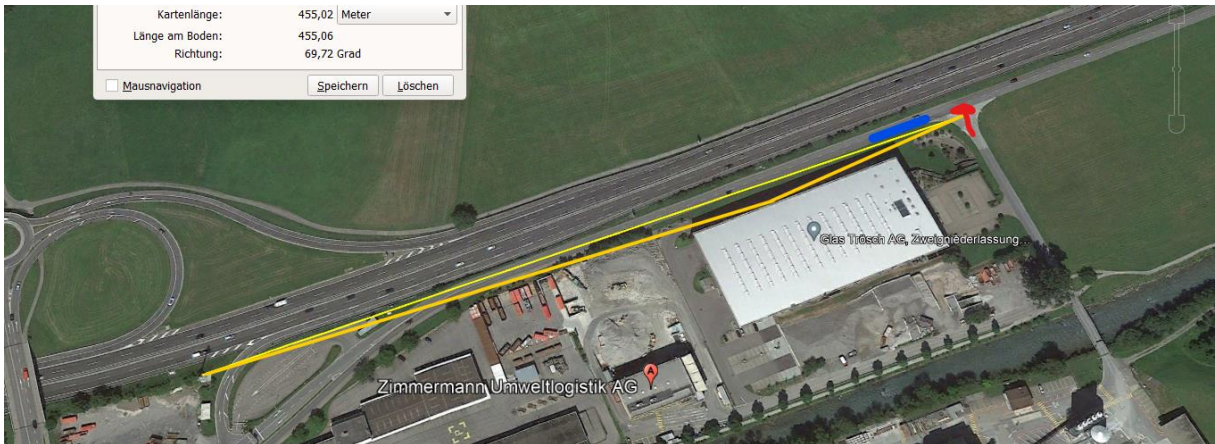 Kartenlänge: 455,02 Meter
Länge am Boden: 455,06
Richtung: 69,72 Grad
Mausnavigation Speichern Löschen
Glas Trösch AG, Zweigniederlassung...
Zimmermann Umweltlogistik AG
A